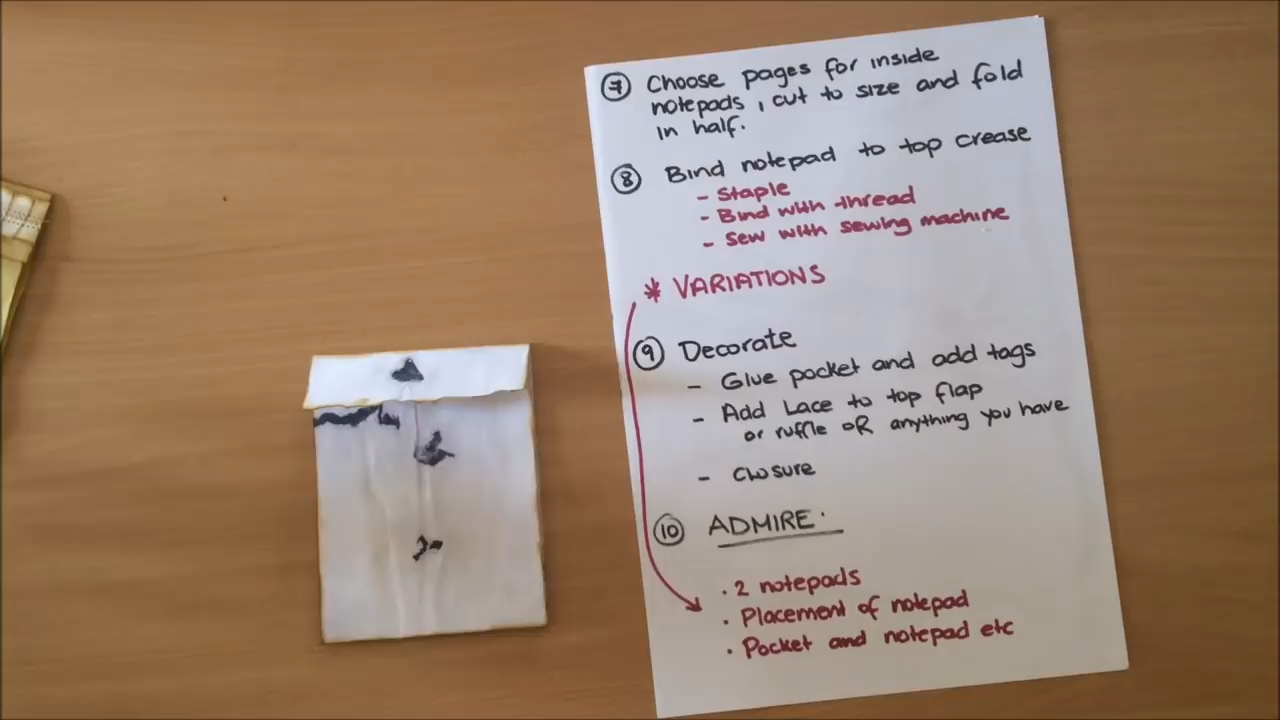 7 Choose pages for inside
notepads, cut to size and fold
in half.
8 Bind notepad to top crease
- Staple
- Bind with thread
- Sew with sewing machine
* VARIATIONS
9 Decorate
- Glue pocket and add tags
- Add Lace to top flap
or ruffle OR anything you have
- Closure
10 ADMIRE.
. 2 notepads
. Placement of notepad
. Pocket and notepad etc